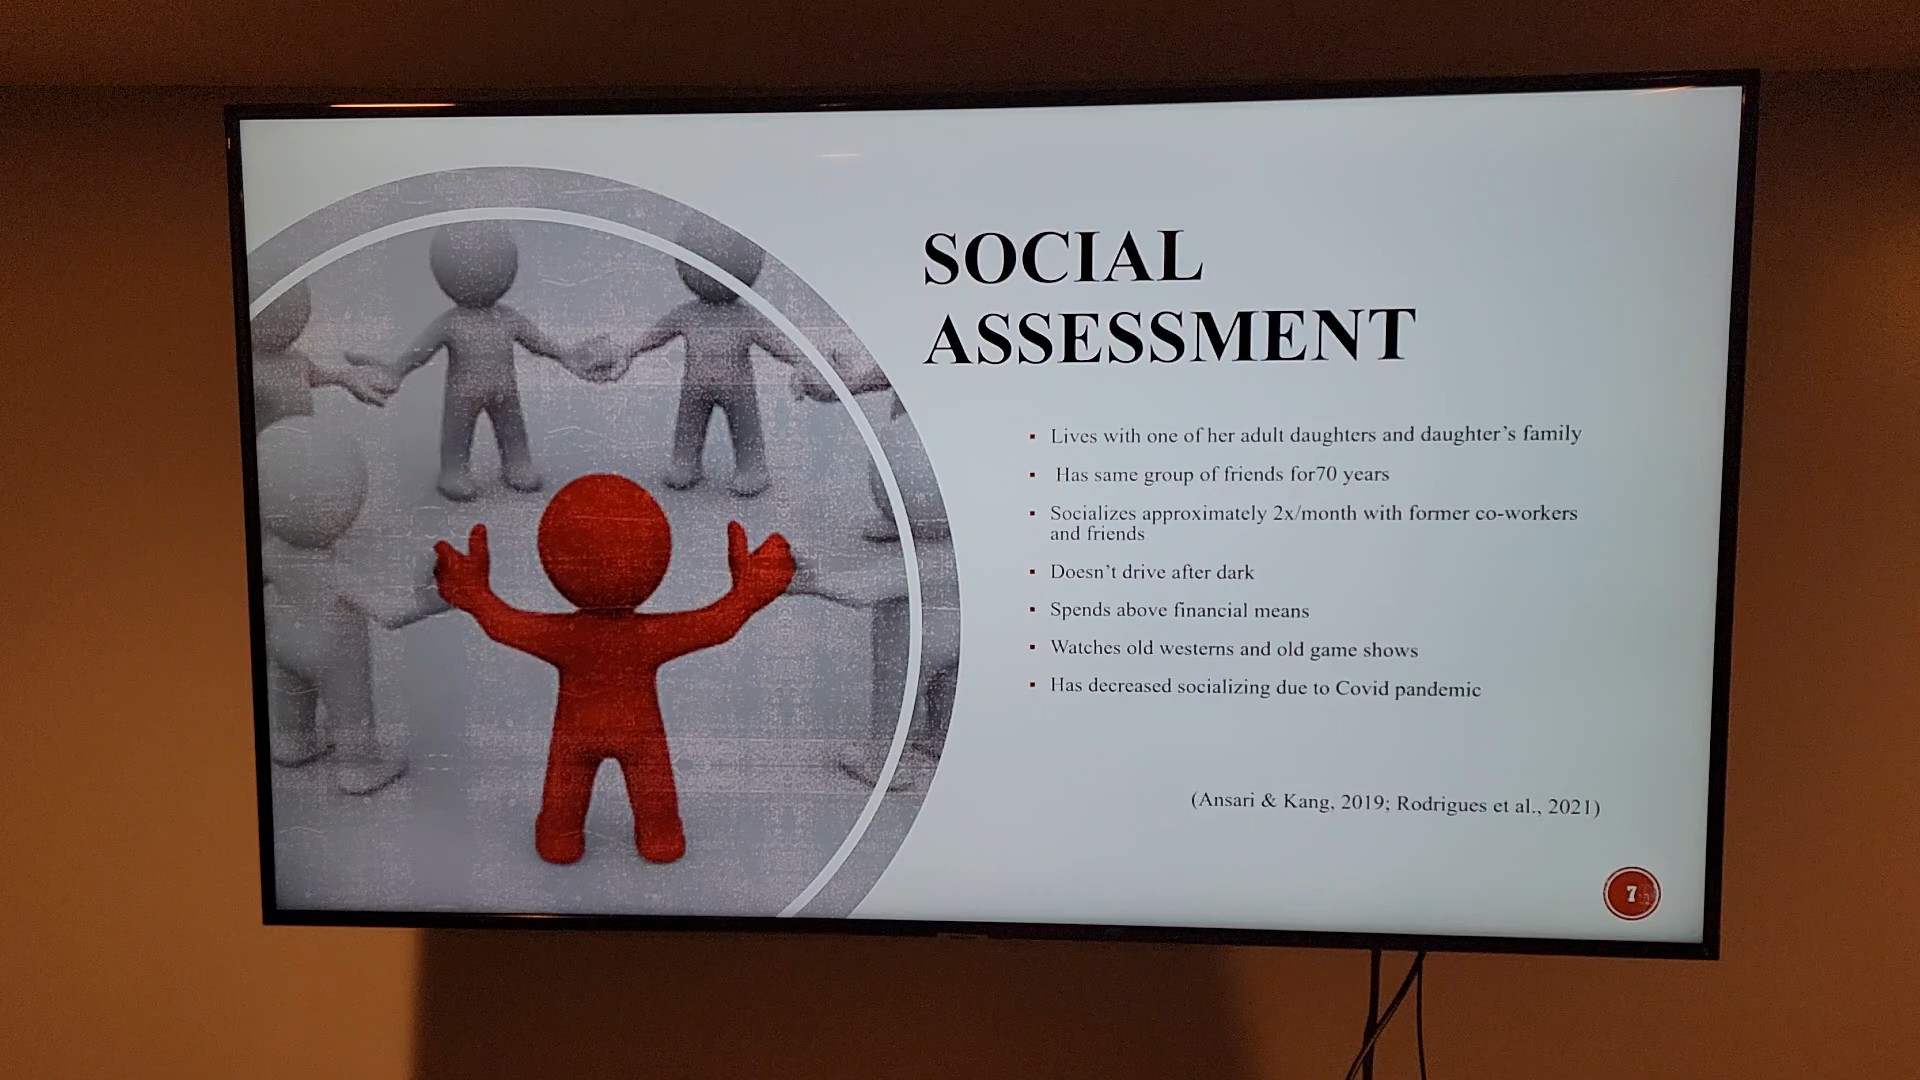 SOCIAL
ASSESSMENT
▪ Lives with one of her adult daughters and daughter’s family
▪ Has same group of friends for70 years
▪ Socializes approximately 2x/month with former co-workers
and friends
▪ Doesn’t drive after dark
▪ Spends above financial means
▪ Watches old westerns and old game shows
▪ Has decreased socializing due to Covid pandemic
(Ansari & Kang, 2019; Rodrigues et al., 2021)
7